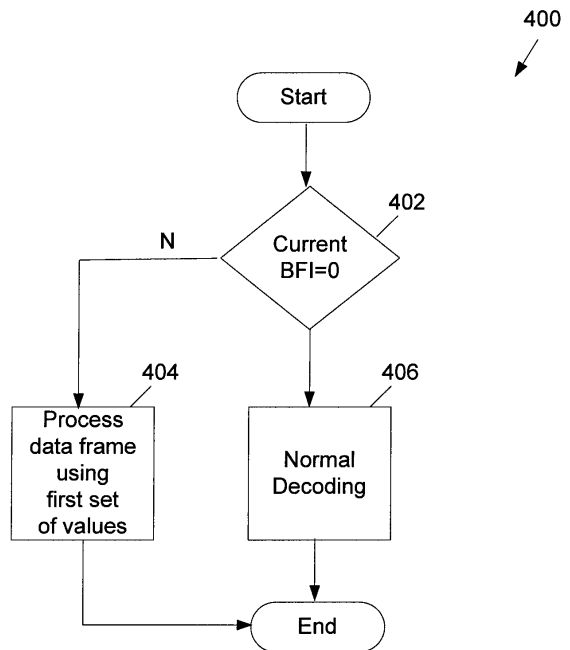 400
Start
402
Current
BFI=0
N
404
Process
data frame
using
first set
of values
406
Normal
Decoding
End